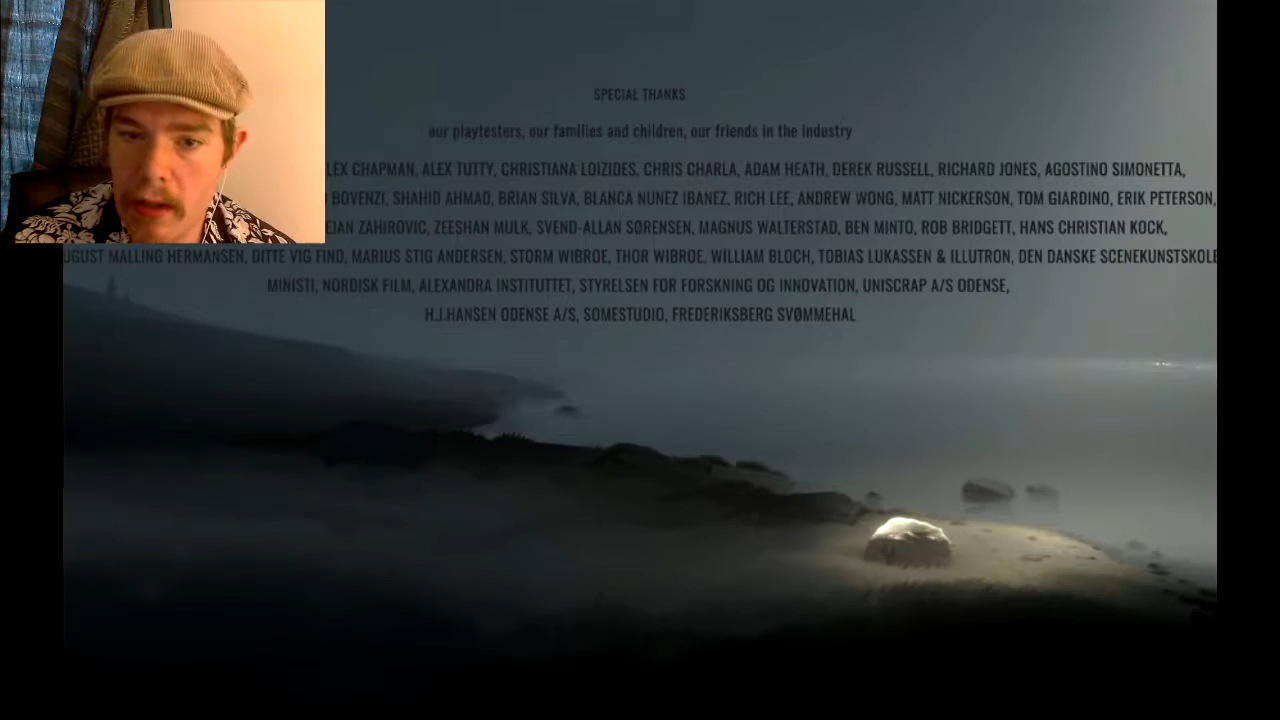 SPECIAL THANKS
our playtesters, our families and children, our friends in the industry
LEX CHAPMAN, ALEX TUTTY, CHRISTIANA LOIZIDES, CHRIS CHARLA, ADAM HEATH, DEREK RUSSELL, RICHARD JONES, AGOSTINO SIMONETTA,
BOVENZI, SHAHID AHMAD, BRIAN SILVA, BLANCA NUNEZ IBANEZ, RICH LEE, ANDREW WONG, MATT NICKERSON, TOM GIARDINO, ERIK PETERSON,
EJAN ZAHIROVIC, ZEESHAN MULK, SVEND-ALLAN SØRENSEN, MAGNUS WALTERSTAD, BEN MINTO, ROB BRIDGETT, HANS CHRISTIAN KOCK,
UGUST MALLING HERMANSEN, DITTE VIG FIND, MARIUS STIG ANDERSEN, STORM WIBROE, THOR WIBROE, WILLIAM BLOCH, TOBIAS LUKASSEN & ILLUTRON, DEN DANSKE SCENEKUNSTSKOLE
MINISTI, NORDISK FILM, ALEXANDRA INSTITUTTET, STYRELSEN FOR FORSKNING OG INNOVATION, UNISCRAP A/S ODENSE,
H.J.HANSEN ODENSE A/S, SOMESTUDIO, FREDERIKSBERG SVØMMEHAL